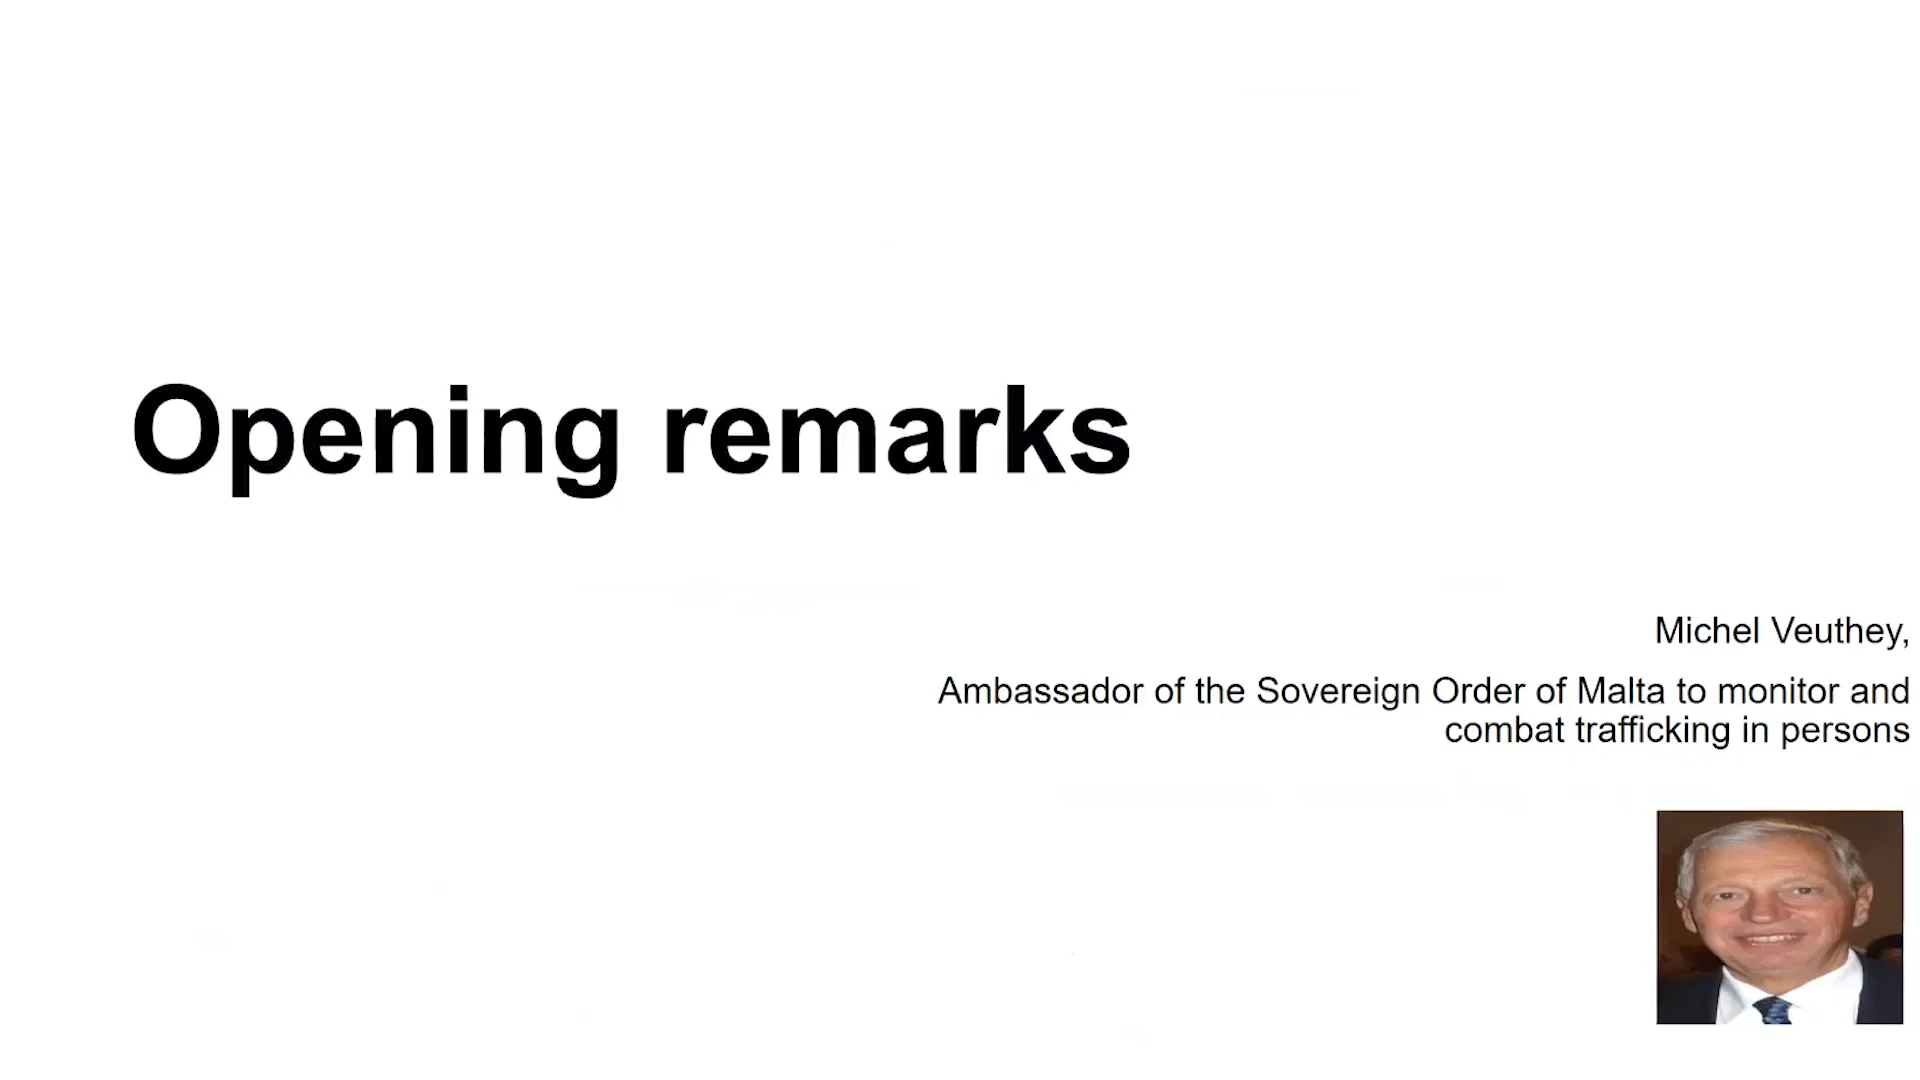 Opening remarks
Michel Veuthey,
Ambassador of the Sovereign Order of Malta to monitor and
combat trafficking in persons